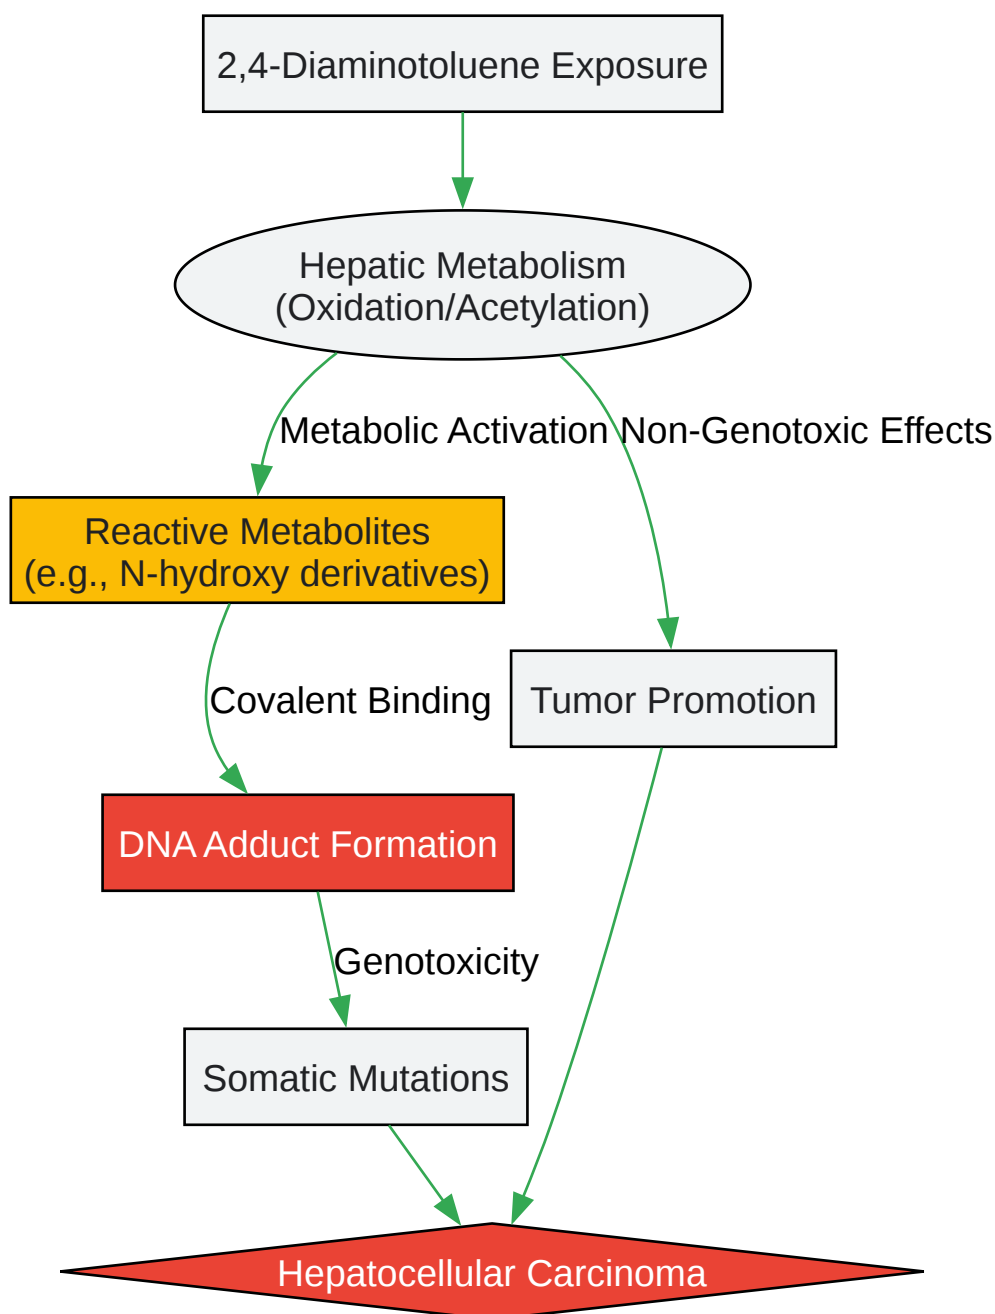 2,4-Diaminotoluene Exposure
Hepatic Metabolism
(Oxidation/Acetylation)
Metabolic Activation
Non-Genotoxic Effects
Reactive Metabolites
(e.g., N-hydroxy derivatives)
Covalent Binding
Tumor Promotion
DNA Adduct Formation
Genotoxicity
Somatic Mutations
Hepatocellular Carcinoma